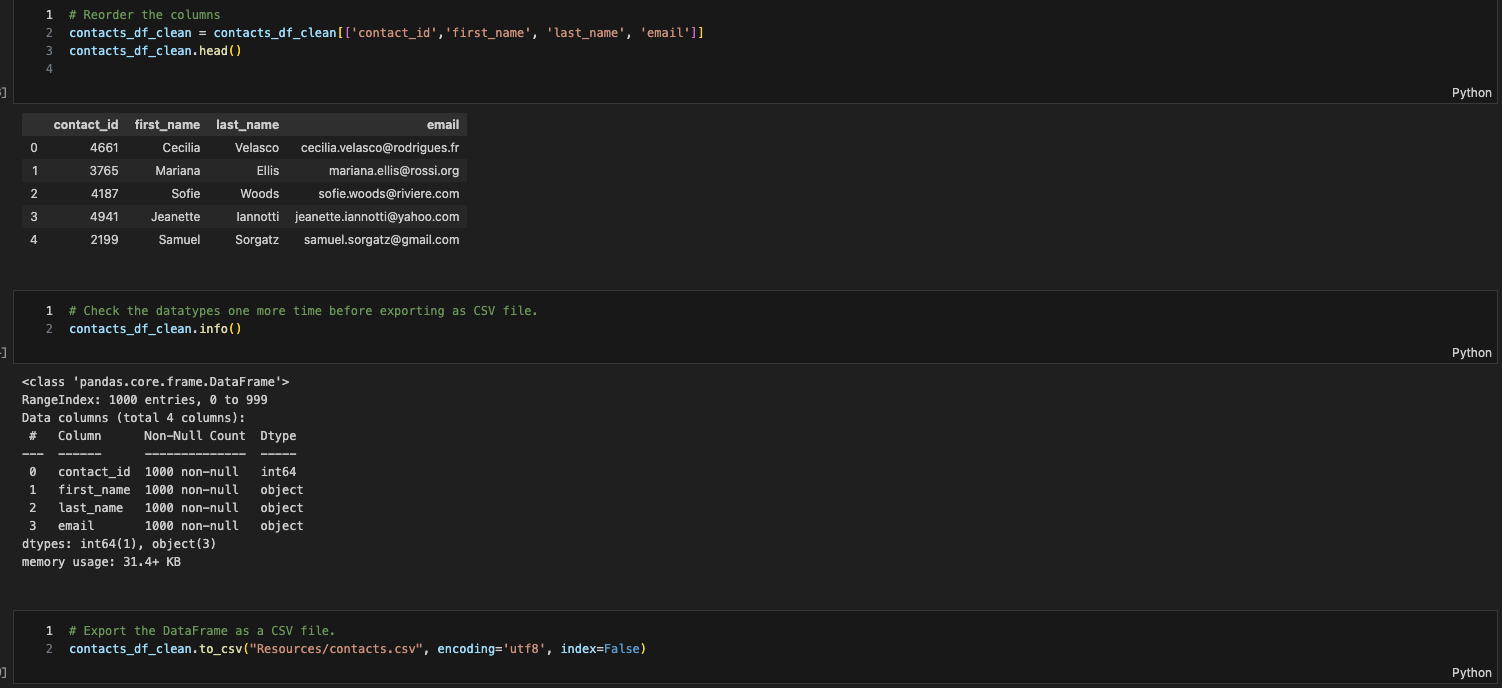 1 # Reorder the columns
2 contacts_df_clean = contacts_df_clean[['contact_id','first_name', 'last_name', 'email']]
3 contacts_df_clean.head()
4
]
Python
contact_id first_name last_name email
0 4661 Cecilia Velasco cecilia.velasco@rodrigues.fr
1 3765 Mariana Ellis mariana.ellis@rossi.org
2 4187 Sofie Woods sofie.woods@riviere.com
3 4941 Jeanette Iannotti jeanette.iannotti@yahoo.com
4 2199 Samuel Sorgatz samuel.sorgatz@gmail.com
1 # Check the datatypes one more time before exporting as CSV file.
2 contacts_df_clean.info()
]
Python
<class 'pandas.core.frame.DataFrame'>
RangeIndex: 1000 entries, 0 to 999
Data columns (total 4 columns):
# Column Non-Null Count Dtype
--- ------ -------------- -----
0 contact_id 1000 non-null int64
1 first_name 1000 non-null object
2 last_name 1000 non-null object
3 email 1000 non-null object
dtypes: int64(1), object(3)
memory usage: 31.4+ KB
1 # Export the DataFrame as a CSV file.
2 contacts_df_clean.to_csv("Resources/contacts.csv", encoding='utf8', index=False)
]
Python